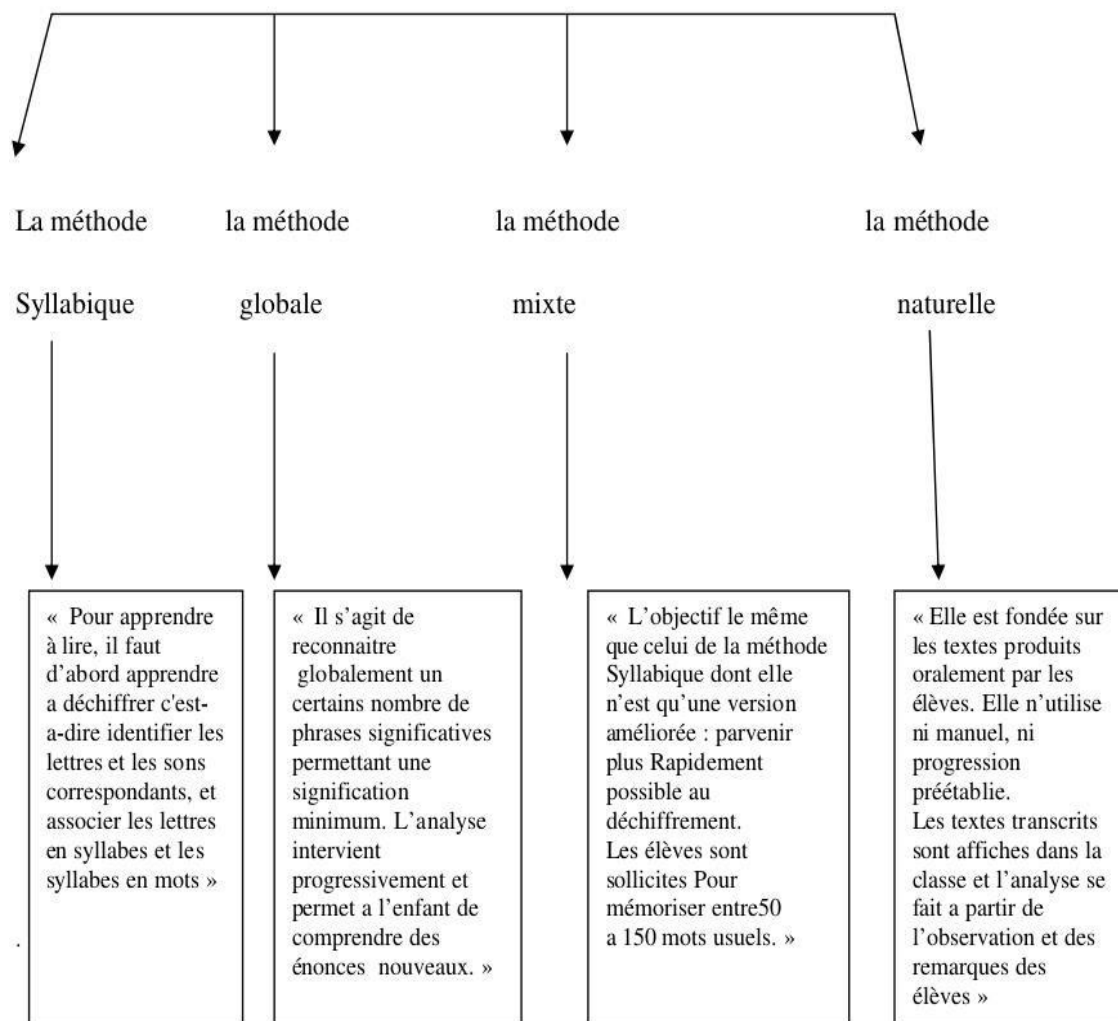 La méthode
Syllabique
la méthode
globale
la méthode
mixte
la méthode
naturelle
« Pour apprendre
à lire, il faut
d’abord apprendre
a déchiffrer c'est-
a-dire identifier les
lettres et les sons
correspondants, et
associer les lettres
en syllabes et les
syllabes en mots »
.
« Il s’agit de
reconnaitre
globalement un
certains nombre de
phrases significatives
permettant une
signification
minimum. L’analyse
intervient
progressivement et
permet a l’enfant de
comprendre des
énonces nouveaux. »
« L’objectif le même
que celui de la méthode
Syllabique dont elle
n’est qu’une version
améliorée : parvenir
plus Rapidement
possible au
déchiffrement.
Les élèves sont
sollicites Pour
mémoriser entre50
a 150 mots usuels. »
« Elle est fondée sur
les textes produits
oralement par les
élèves. Elle n’utilise
ni manuel, ni
progression
préétablie.
Les textes transcrits
sont affiches dans la
classe et l’analyse se
fait a partir de
l’observation et des
remarques des
élèves »